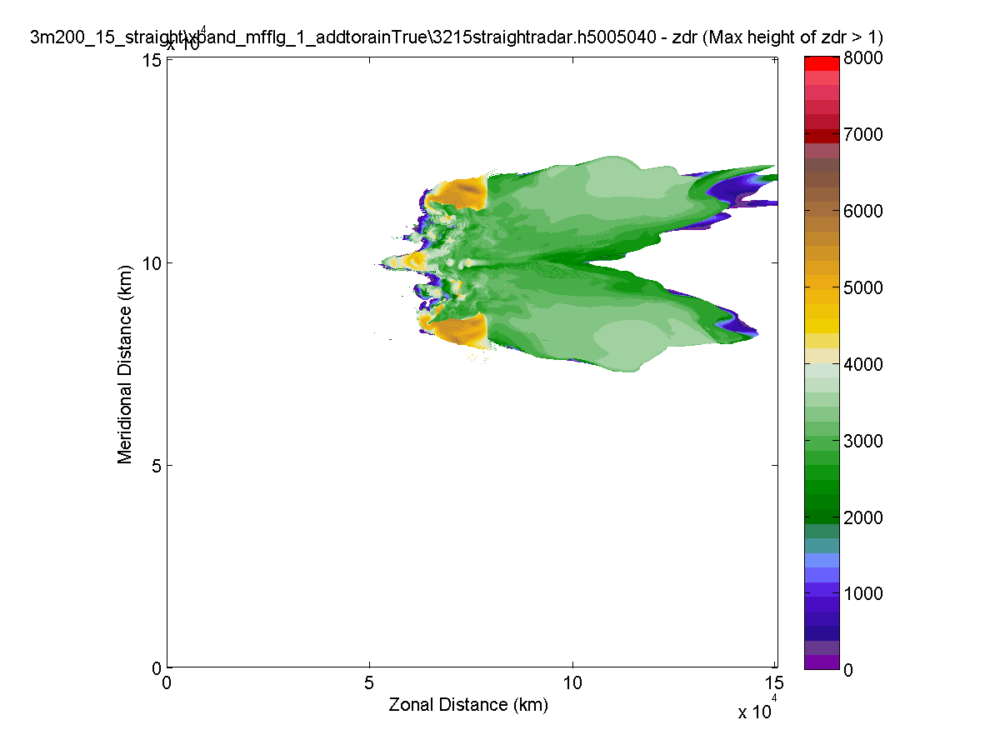 3m200_15_straight\xband_mfflg_1_addtorainTrue\3215straightradar.h5005040 - zdr (Max height of zdr > 1)
x 10^4
15
10
5
0
Meridional Distance (km)
0 5 10 15
Zonal Distance (km)
x 10^4
8000
7000
6000
5000
4000
3000
2000
1000
0